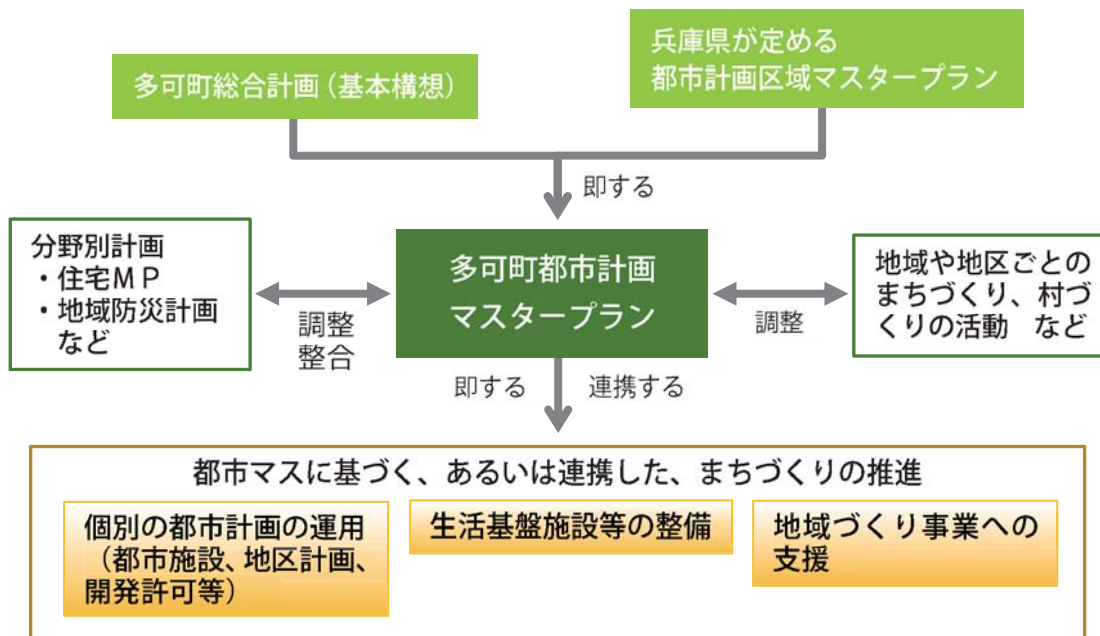 多可町総合計画（基本構想）
兵庫県が定める
都市計画区域マスタープラン
即する
分野別計画
・住宅ＭＰ
・地域防災計画
など
調整
整合
多可町都市計画
マスタープラン
調整
地域や地区ごとの
まちづくり、村づ
くりの活動　など
即する
連携する
都市マスに基づく、あるいは連携した、まちづくりの推進
個別の都市計画の運用
（都市施設、地区計画、
開発許可等）
生活基盤施設等の整備
地域づくり事業への
支援